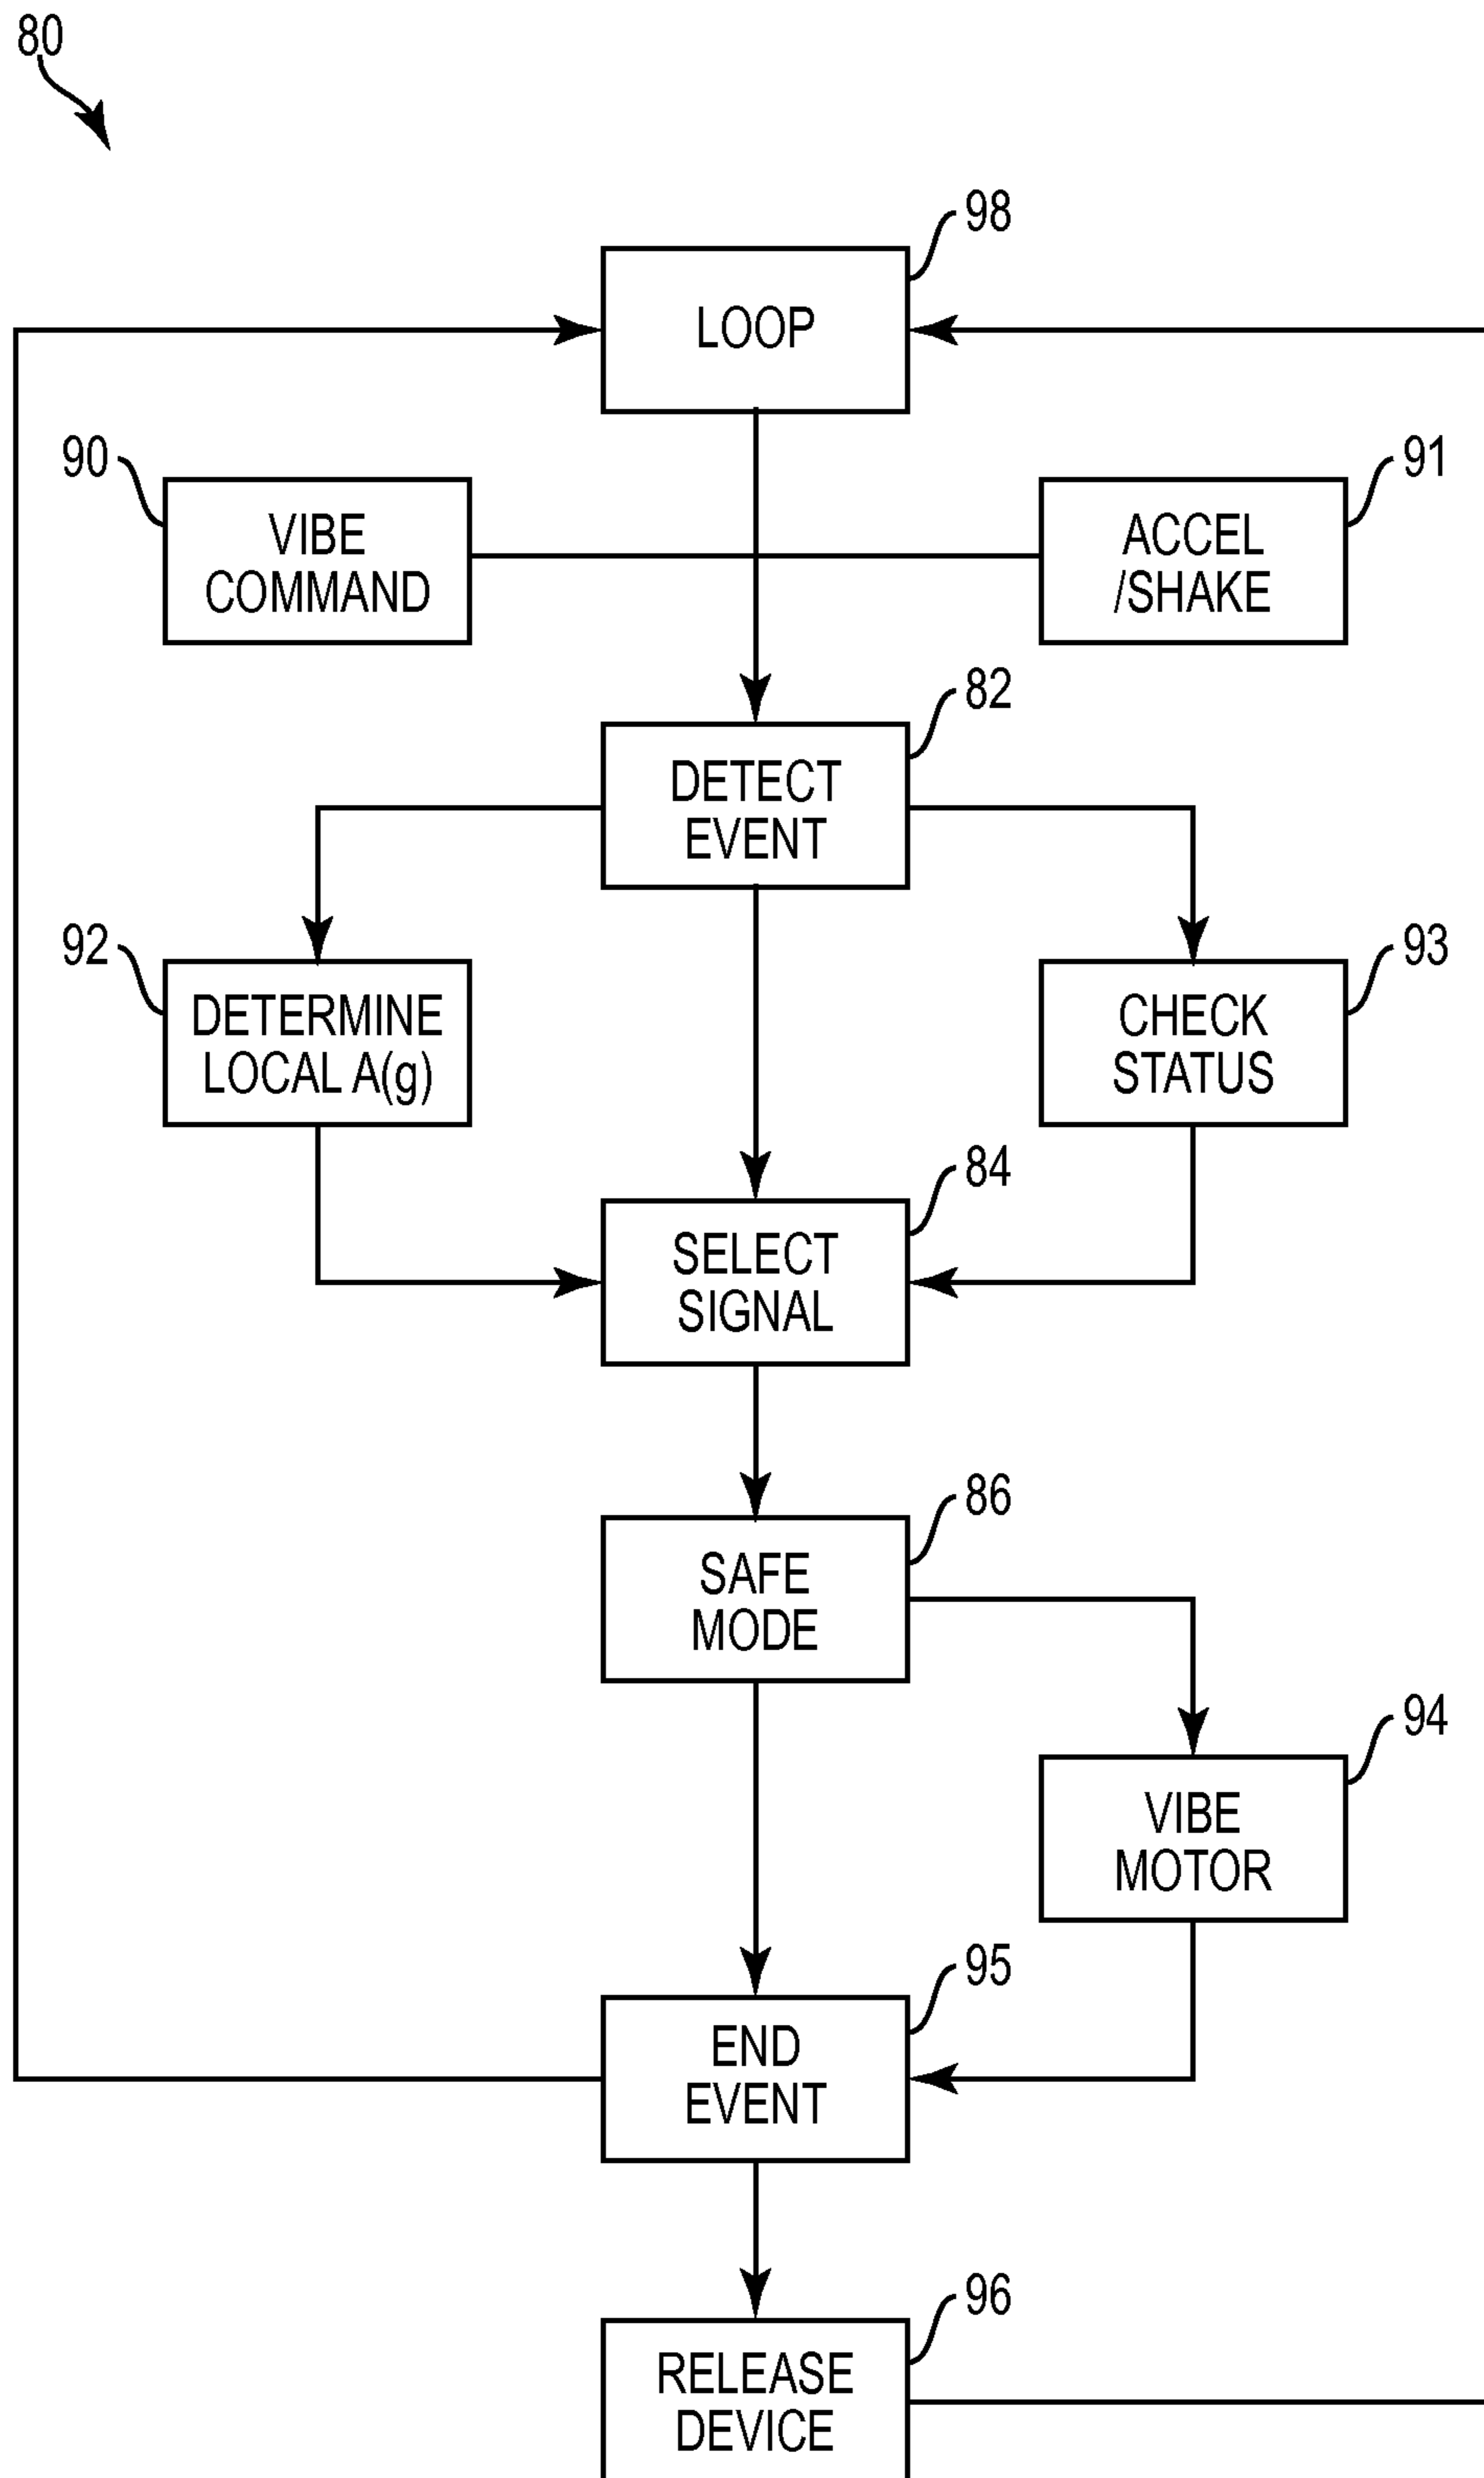 80
98
LOOP
90
VIBE
COMMAND
91
ACCEL
/SHAKE
82
DETECT
EVENT
92
DETERMINE
LOCAL A(g)
93
CHECK
STATUS
84
SELECT
SIGNAL
86
SAFE
MODE
94
VIBE
MOTOR
95
END
EVENT
96
RELEASE
DEVICE